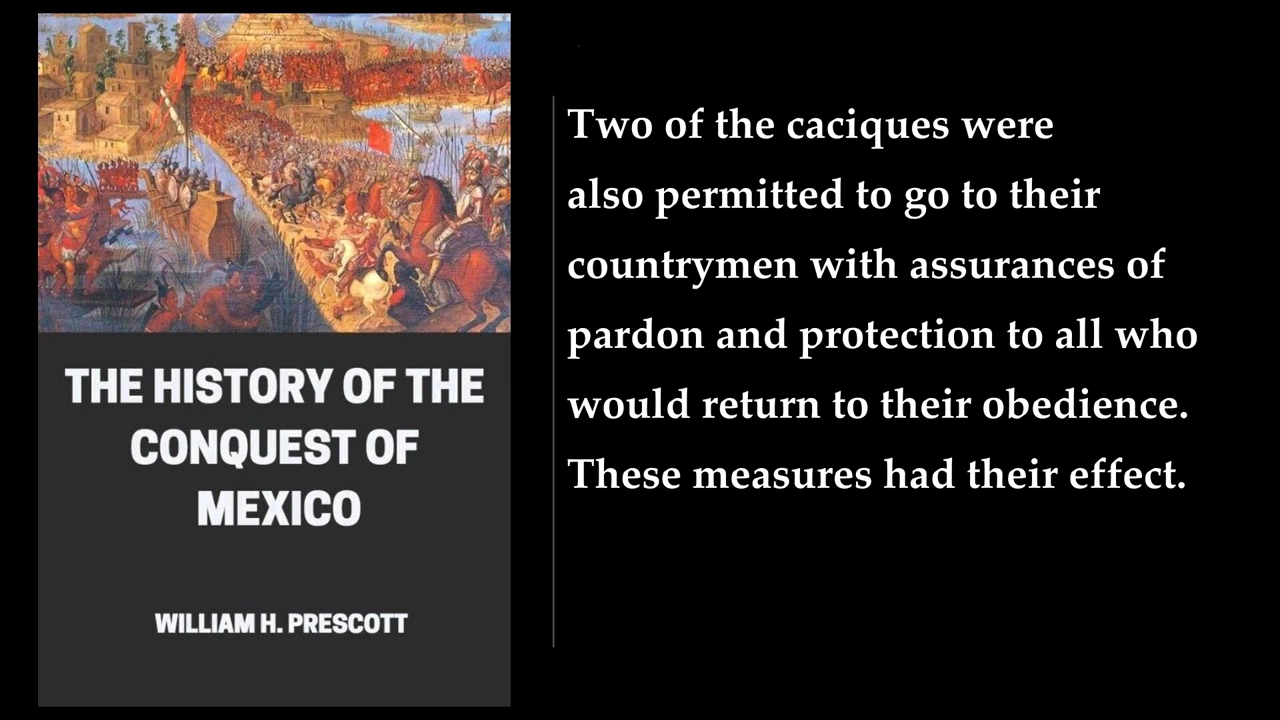 THE HISTORY OF THE
CONQUEST OF
MEXICO
WILLIAM H. PRESCOTT
Two of the caciques were
also permitted to go to their
countrymen with assurances of
pardon and protection to all who
would return to their obedience.
These measures had their effect.